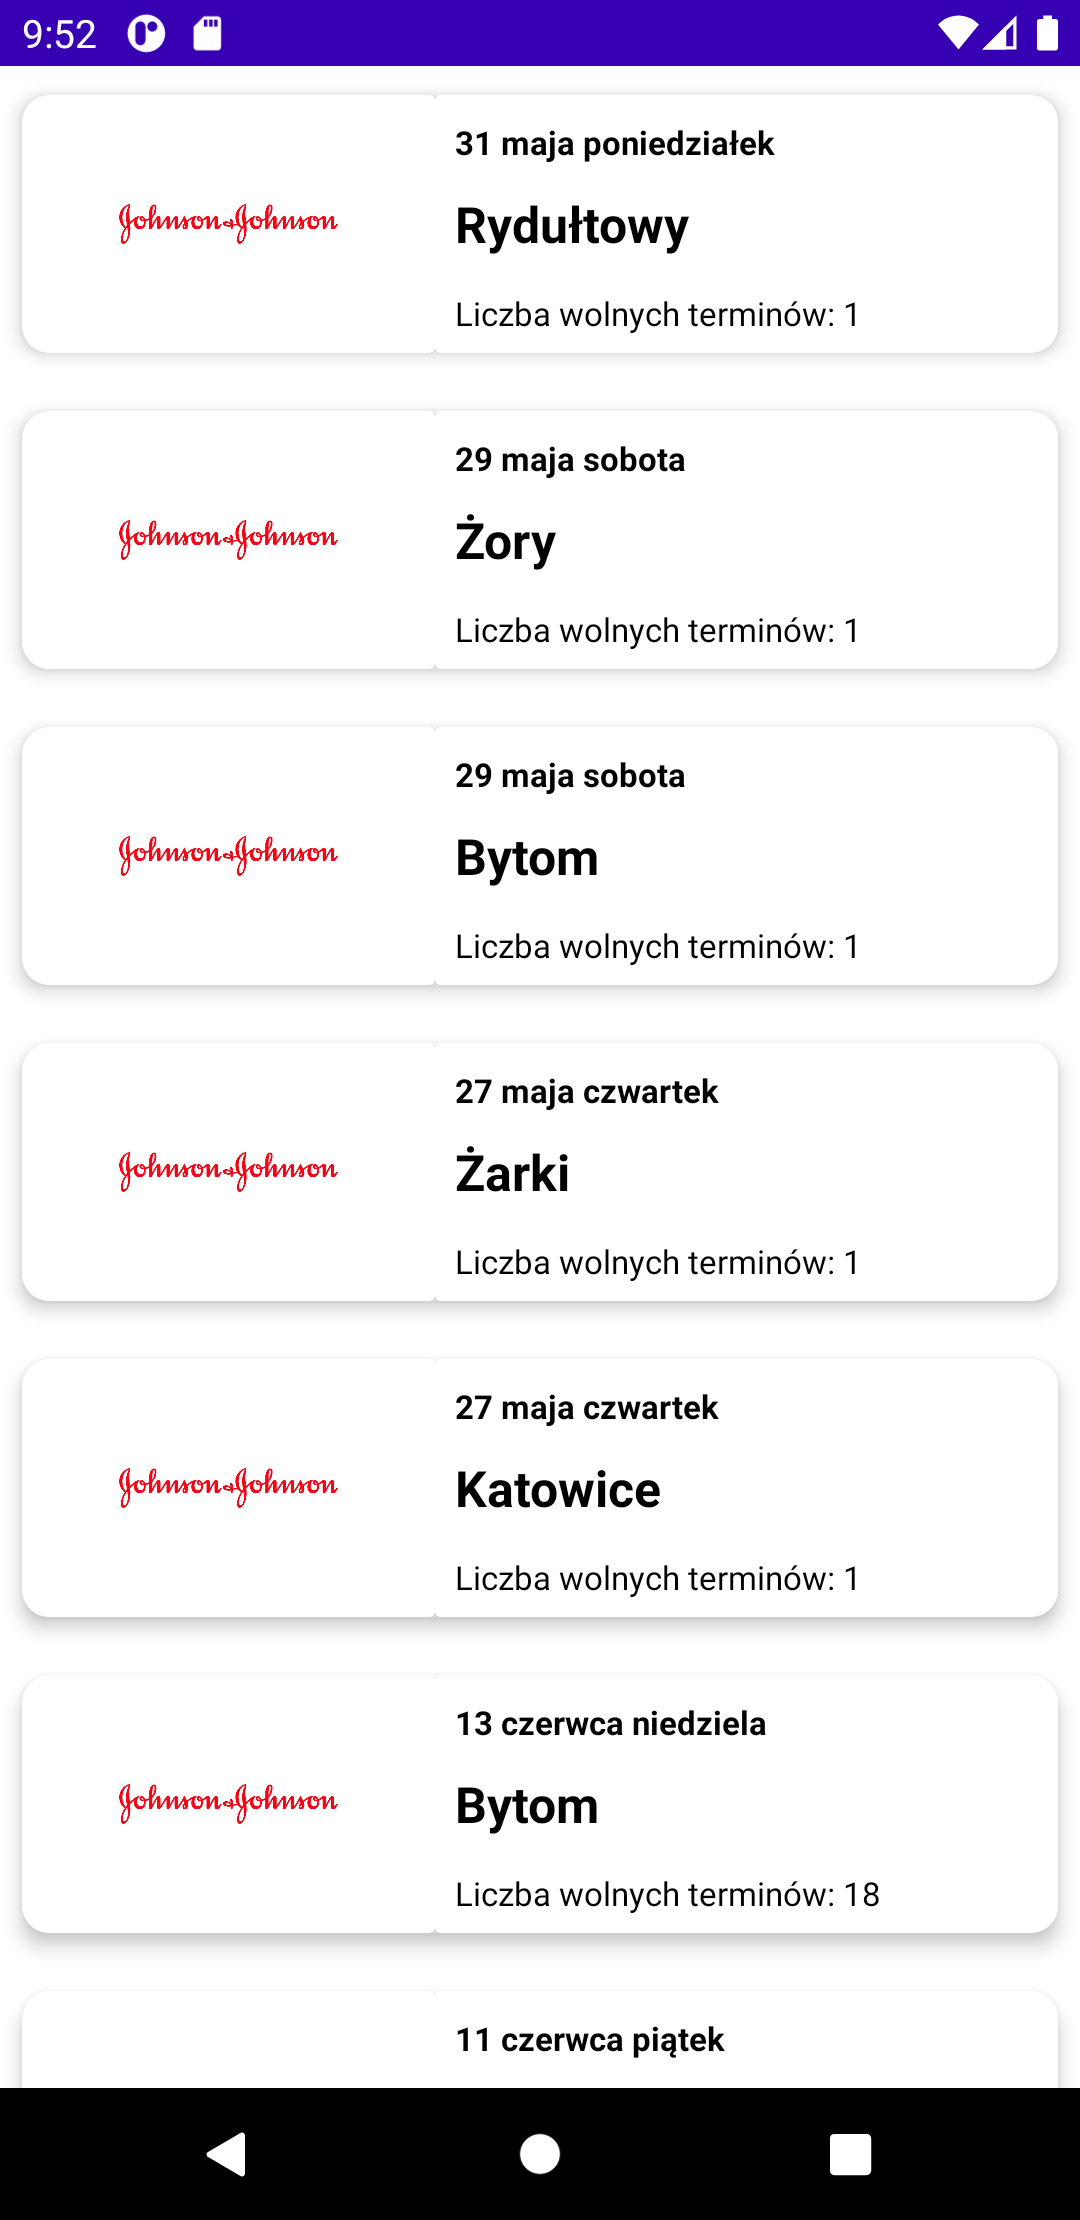 9:52
31 maja poniedziałek
Johnson & Johnson
Rydułtowy
Liczba wolnych terminów: 1
29 maja sobota
Johnson & Johnson
Żory
Liczba wolnych terminów: 1
29 maja sobota
Johnson & Johnson
Bytom
Liczba wolnych terminów: 1
27 maja czwartek
Johnson & Johnson
Żarki
Liczba wolnych terminów: 1
27 maja czwartek
Johnson & Johnson
Katowice
Liczba wolnych terminów: 1
13 czerwca niedziela
Johnson & Johnson
Bytom
Liczba wolnych terminów: 18
11 czerwca piątek